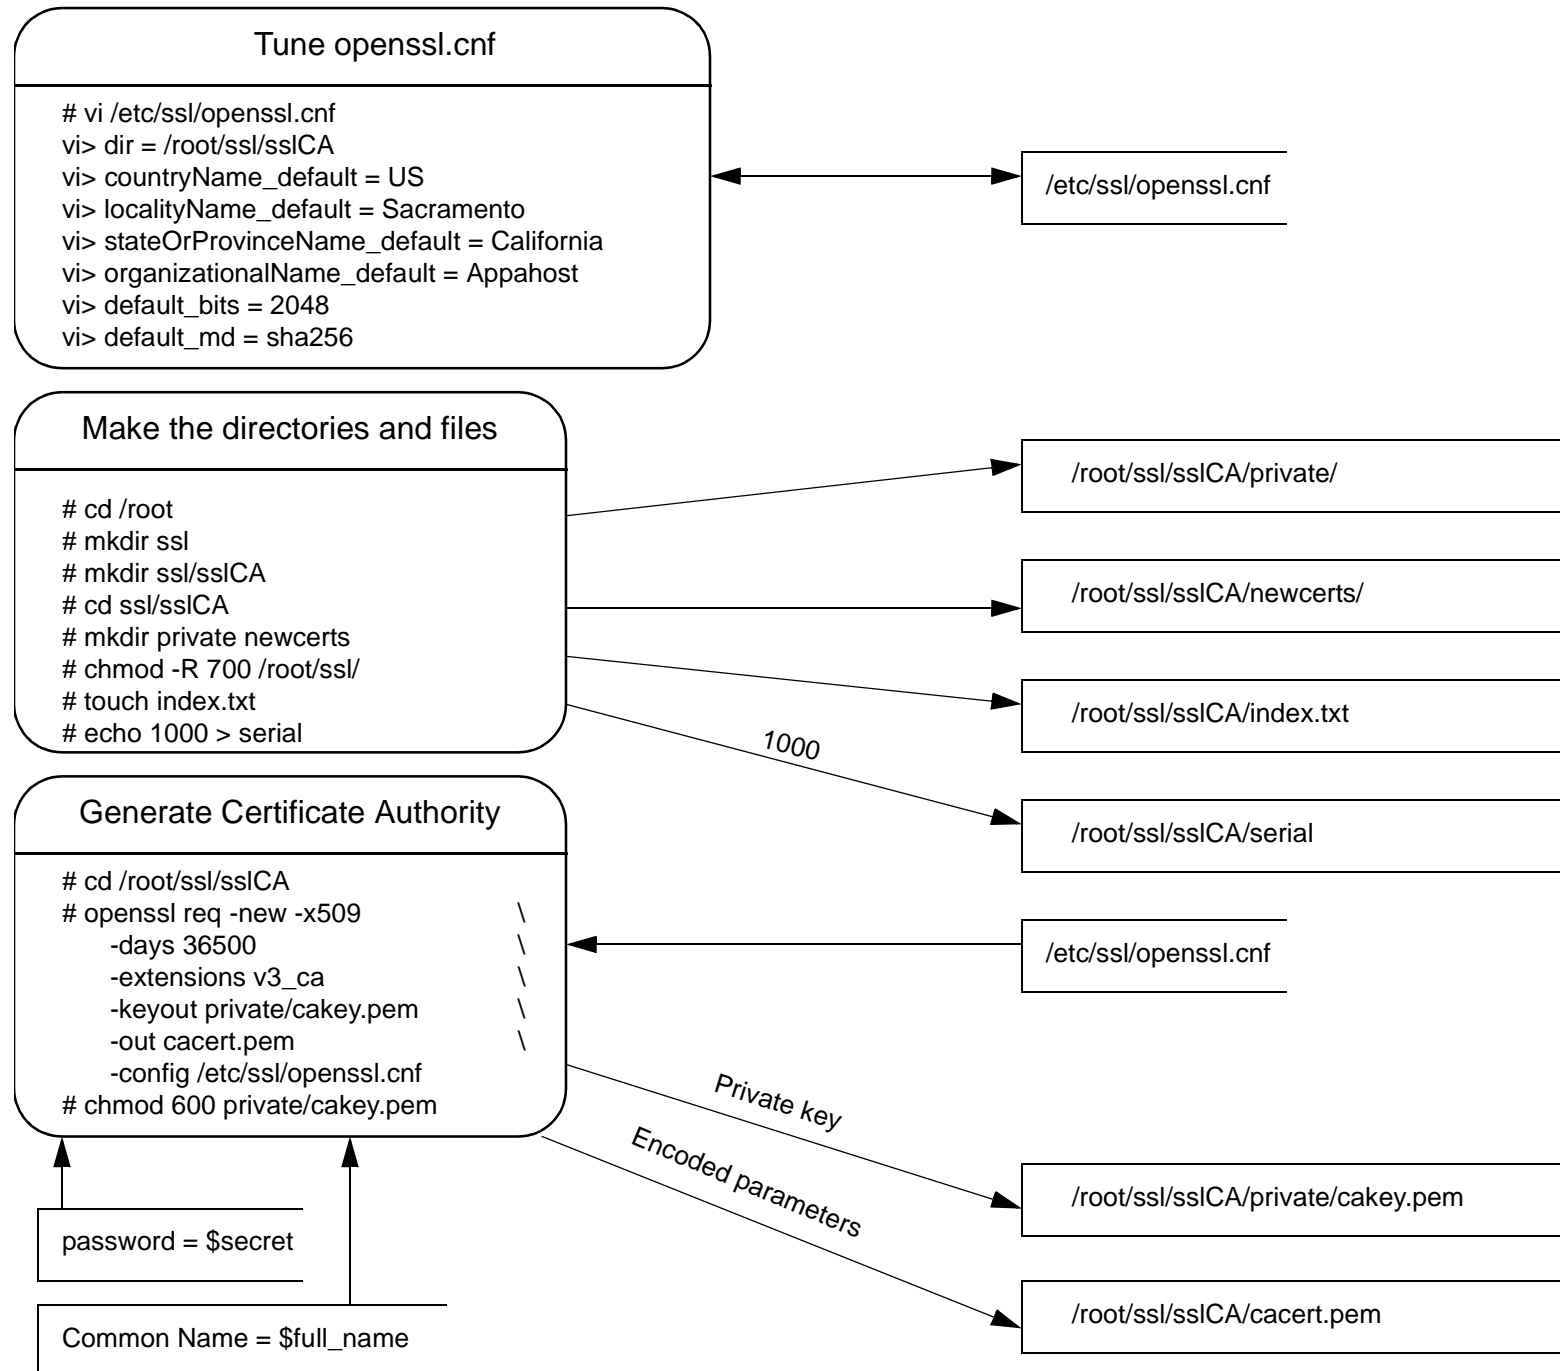 Tune openssl.cnf
# vi /etc/ssl/openssl.cnf
vi> dir = /root/ssl/sslCA
vi> countryName_default = US
vi> localityName_default = Sacramento
vi> stateOrProvinceName_default = California
vi> organizationalName_default = Appahost
vi> default_bits = 2048
vi> default_md = sha256
/etc/ssl/openssl.cnf
Make the directories and files
# cd /root
# mkdir ssl
# mkdir ssl/sslCA
# cd ssl/sslCA
# mkdir private newcerts
# chmod -R 700 /root/ssl/
# touch index.txt
# echo 1000 > serial
/root/ssl/sslCA/private/
/root/ssl/sslCA/newcerts/
/root/ssl/sslCA/index.txt
1000
/root/ssl/sslCA/serial
Generate Certificate Authority
# cd /root/ssl/sslCA
# openssl req -new -x509 \
-days 36500 \
-extensions v3_ca \
-keyout private/cakey.pem \
-out cacert.pem \
-config /etc/ssl/openssl.cnf
# chmod 600 private/cakey.pem
/etc/ssl/openssl.cnf
Private key
Encoded parameters
/root/ssl/sslCA/private/cakey.pem
/root/ssl/sslCA/cacert.pem
password = $secret
Common Name = $full_name